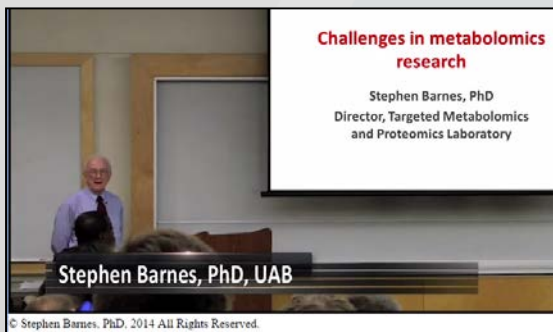 Challenges in metabolomics
research
Stephen Barnes, PhD
Director, Targeted Metabolomics
and Proteomics Laboratory
Stephen Barnes, PhD, UAB
© Stephen Barnes, PhD, 2014 All Rights Reserved.